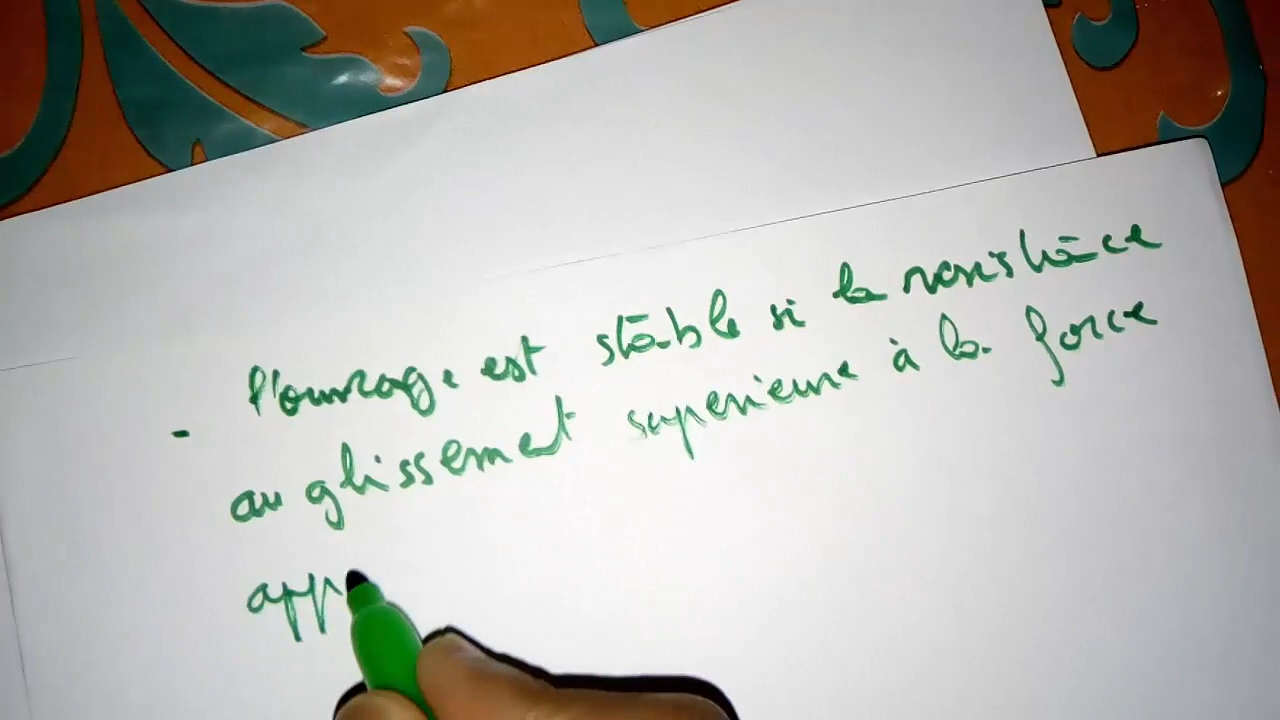 - l'ouvrage est stable si la resistance
au glissement superieure à la force
app